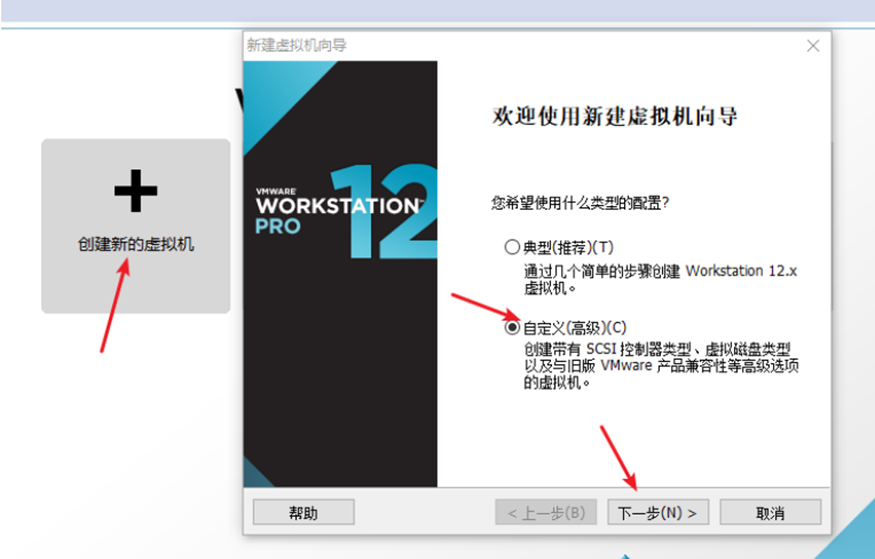 新建虚拟机向导
欢迎使用新建虚拟机向导
VMWARE
WORKSTATION™
PRO
12
您希望使用什么类型的配置?
典型(推荐)(T)
通过几个简单的步骤创建 Workstation 12.x
虚拟机。
创建新的虚拟机
自定义(高级)(C)
创建带有 SCSI 控制器类型、虚拟磁盘类型
以及与旧版 VMware 产品兼容性等高级选项
的虚拟机。
帮助
< 上一步(B)
下一步(N) >
取消